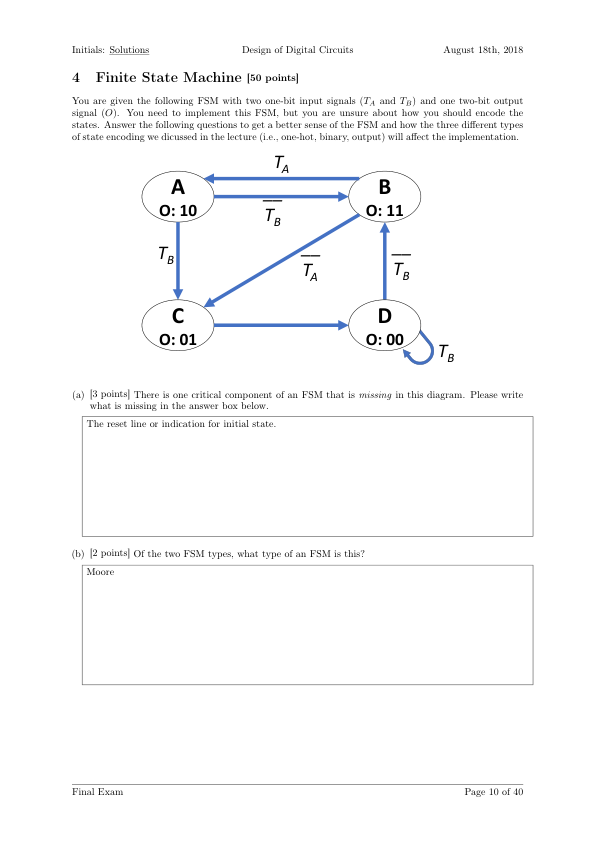 Initials: Solutions Design of Digital Circuits August 18th, 2018
4 Finite State Machine [50 points]
You are given the following FSM with two one-bit input signals (T_A and T_B) and one two-bit output
signal (O). You need to implement this FSM, but you are unsure about how you should encode the
states. Answer the following questions to get a better sense of the FSM and how the three different types
of state encoding we dicussed in the lecture (i.e., one-hot, binary, output) will affect the implementation.
T_A
A
O: 10
B
O: 11
T̅_B
T_B
T̅_A
T̅_B
C
O: 01
D
O: 00
T_B
(a) [3 points] There is one critical component of an FSM that is missing in this diagram. Please write
what is missing in the answer box below.
The reset line or indication for initial state.
(b) [2 points] Of the two FSM types, what type of an FSM is this?
Moore
Final Exam Page 10 of 40